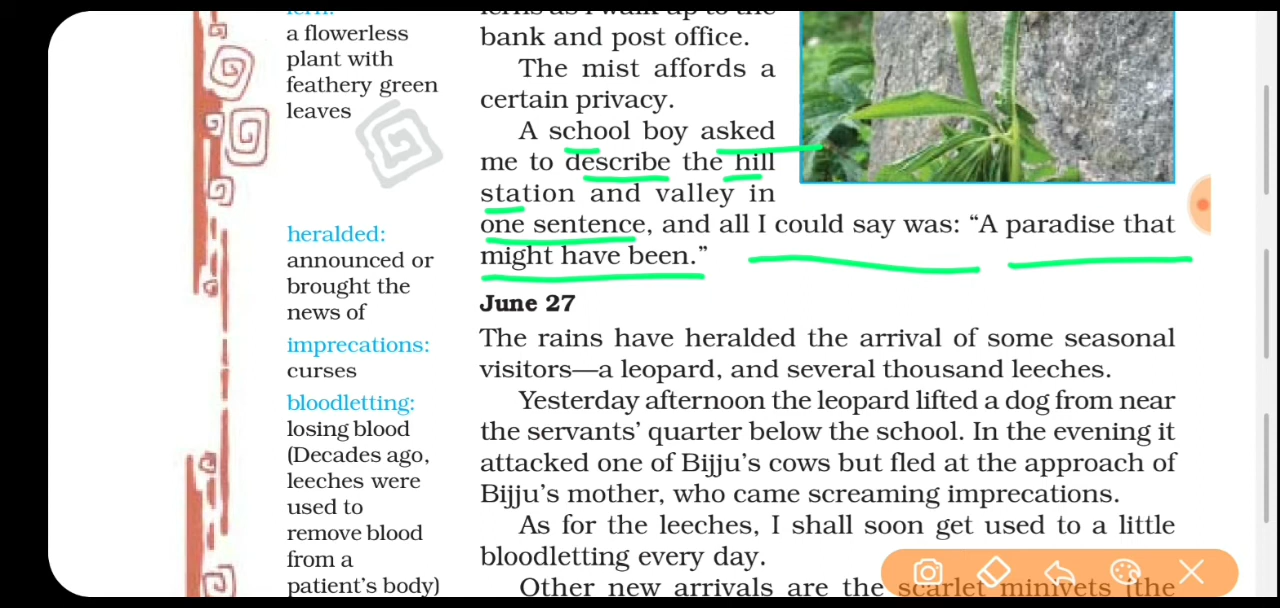 a flowerless
plant with
feathery green
leaves
heralded:
announced or
brought the
news of
imprecations:
curses
bloodletting:
losing blood
(Decades ago,
leeches were
used to
remove blood
from a
patient's body)
bank and post office.
The mist affords a
certain privacy.
A school boy asked
me to describe the hill
station and valley in
one sentence, and all I could say was: “A paradise that
might have been.”
June 27
The rains have heralded the arrival of some seasonal
visitors—a leopard, and several thousand leeches.
Yesterday afternoon the leopard lifted a dog from near
the servants’ quarter below the school. In the evening it
attacked one of Bijju’s cows but fled at the approach of
Bijju’s mother, who came screaming imprecations.
As for the leeches, I shall soon get used to a little
bloodletting every day.
Other new arrivals are the scarlet minivets (the